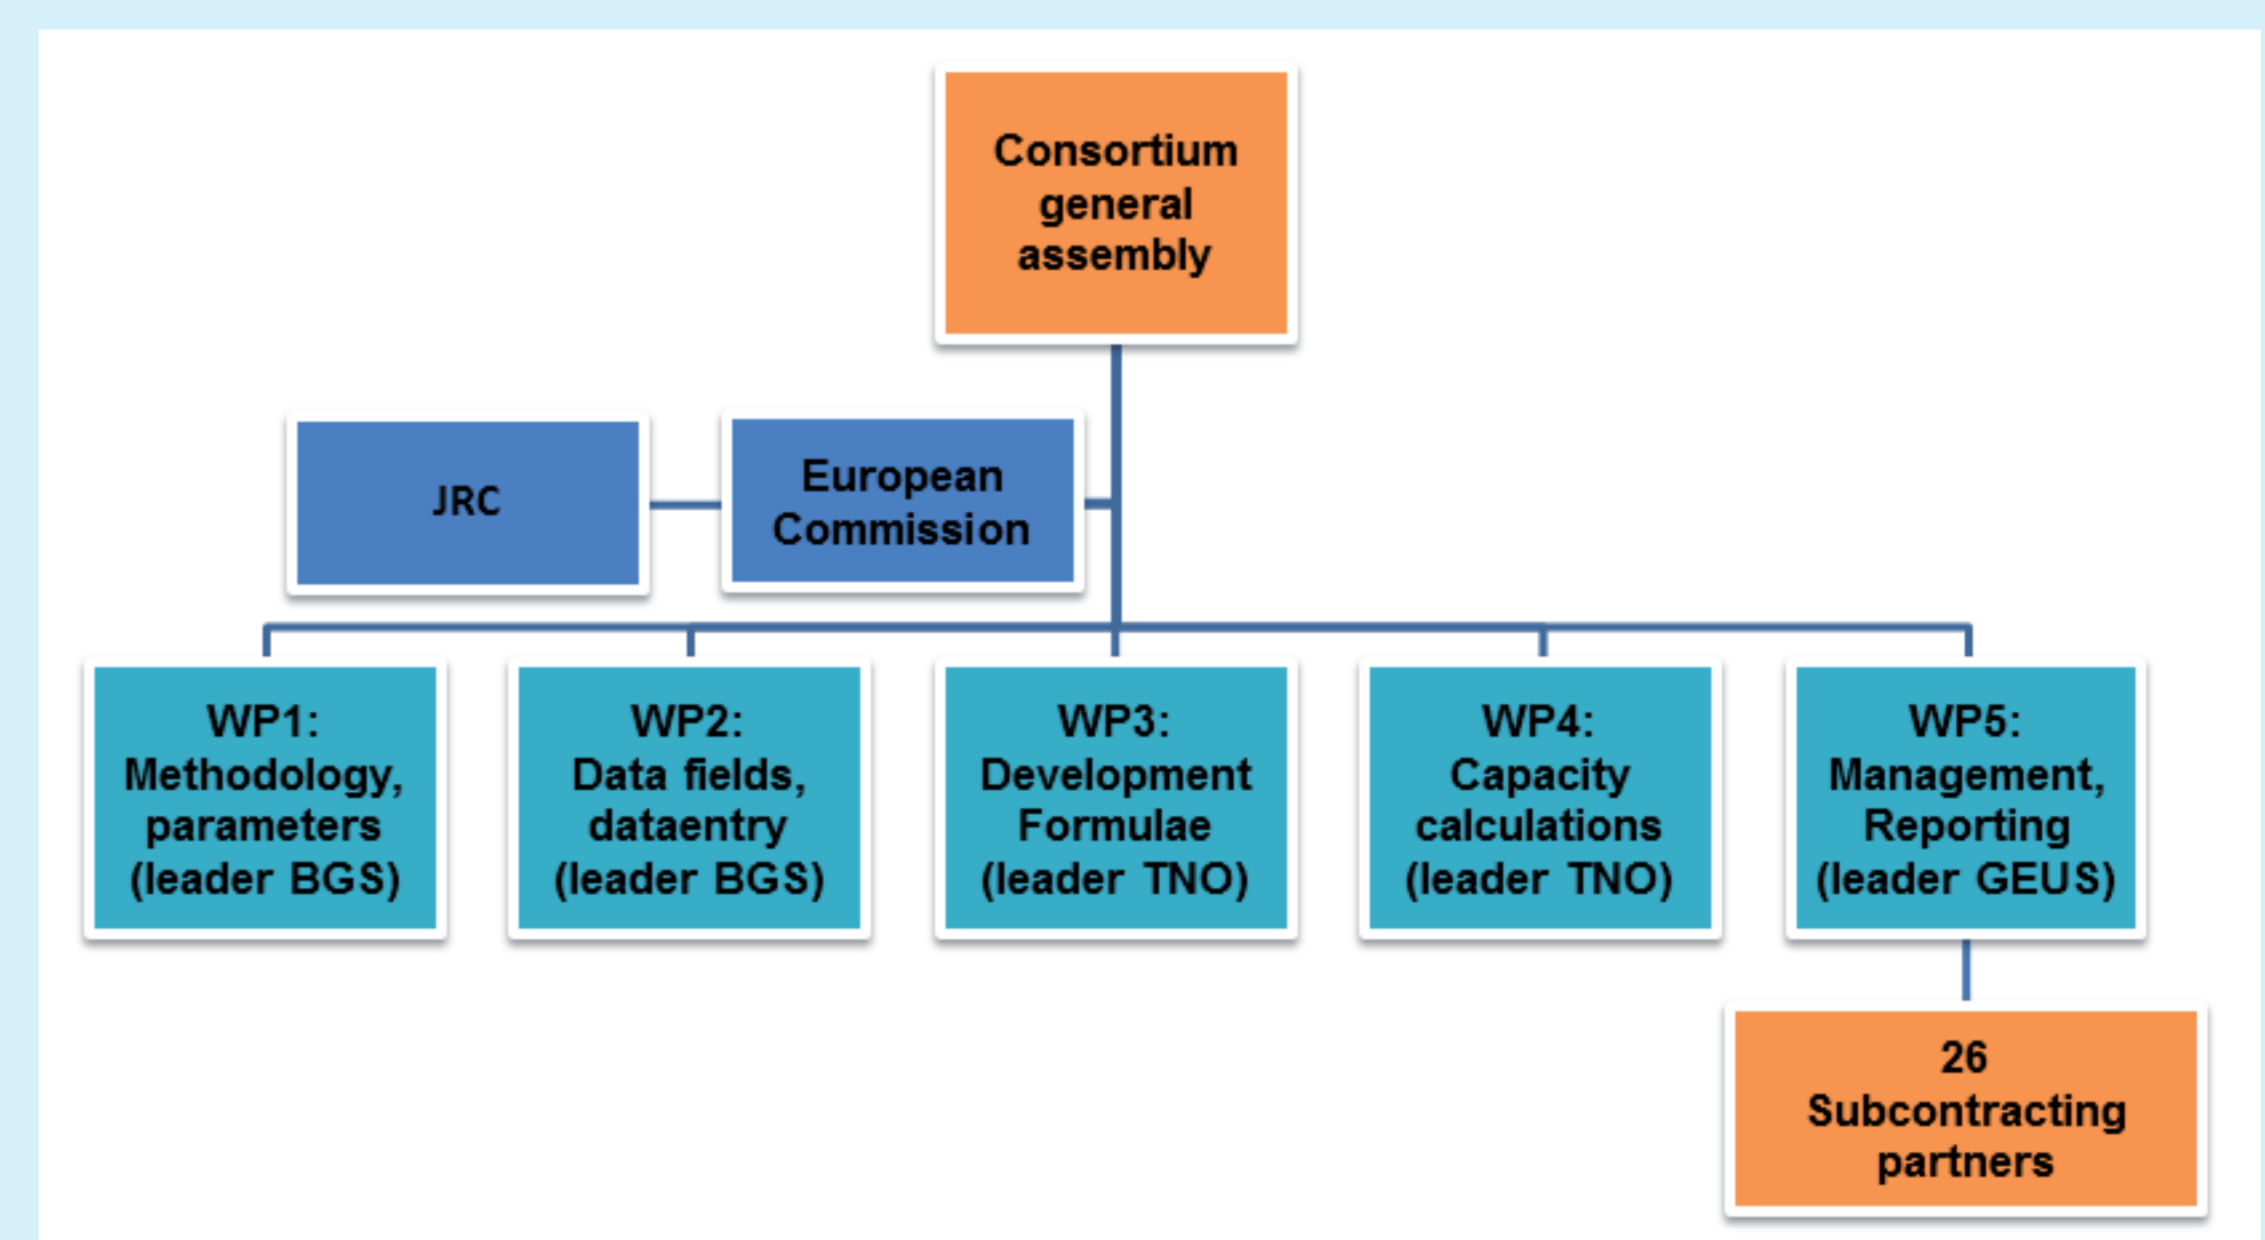 Consortium
general
assembly
JRC
European
Commission
WP1:
Methodology,
parameters
(leader BGS)
WP2:
Data fields,
dataentry
(leader BGS)
WP3:
Development
Formulae
(leader TNO)
WP4:
Capacity
calculations
(leader TNO)
WP5:
Management,
Reporting
(leader GEUS)
26
Subcontracting
partners